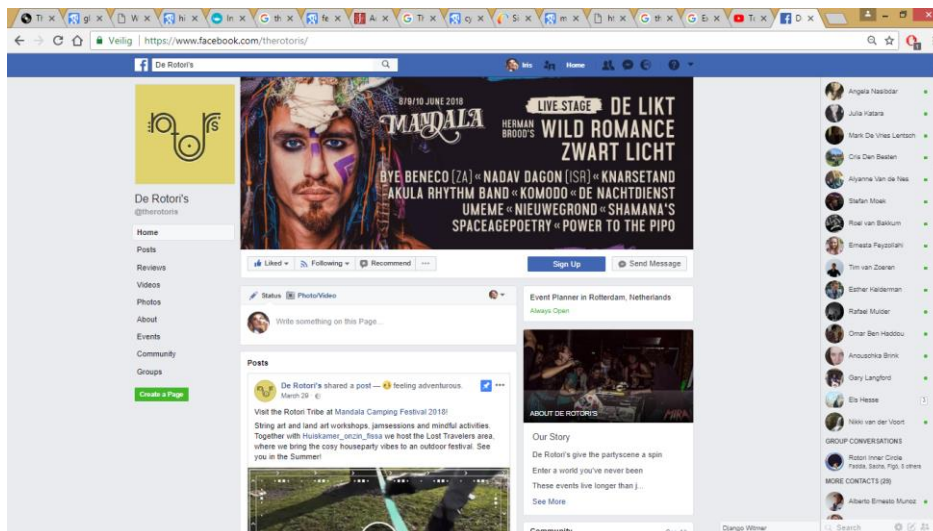 Veilig
https://www.facebook.com/therotoris/
De Rotori's
Iris
Home
De Rotori's
@therotoris
Home
Posts
Reviews
Videos
Photos
About
Events
Community
Groups
Create a Page
8/9/10 JUNE 2018
MANDALA
LIVE STAGE DE LIKT
HERMAN BROOD'S WILD ROMANCE
ZWART LICHT
BYE BENECO [ZA] « NADAV DAGON [ISR] « KNARSETAND
AKULA RHYTHM BAND « KOMODO « DE NACHTDIENST
UMEME « NIEUWEGROND « SHAMANA'S
SPACEAGEPOETRY « POWER TO THE PIPO
Liked
Following
Recommend
Sign Up
Send Message
Status
Photo/Video
Write something on this Page...
Posts
De Rotori's shared a post — feeling adventurous.
March 29
Visit the Rotori Tribe at Mandala Camping Festival 2018!
String art and land art workshops, jamsessions and mindful activities.
Together with Huiskamer_onzin_fissa we host the Lost Travelers area,
where we bring the cosy houseparty vibes to an outdoor festival. See
you in the Summer!
Event Planner in Rotterdam, Netherlands
Always Open
ABOUT DE ROTORI'S
Our Story
De Rotori's give the partyscene a spin
Enter a world you've never been
These events live longer than j...
See More
Community
Angela Nasibdar
Julia Katara
Mark De Vries Lentsch
Cris Den Besten
Alyanne Van de Nes
Stefan Moek
Roel van Bakkum
Ernesta Feyzollahi
Tim van Zoeren
Esther Kalderman
Rafael Mulder
Omar Ben Haddou
Anouschka Brink
Gary Langford
Els Hesse
Nikki van der Voort
GROUP CONVERSATIONS
Rotori Inner Circle
MORE CONTACTS (29)
Alberto Ernesto Munoz
Django Witmer
Search